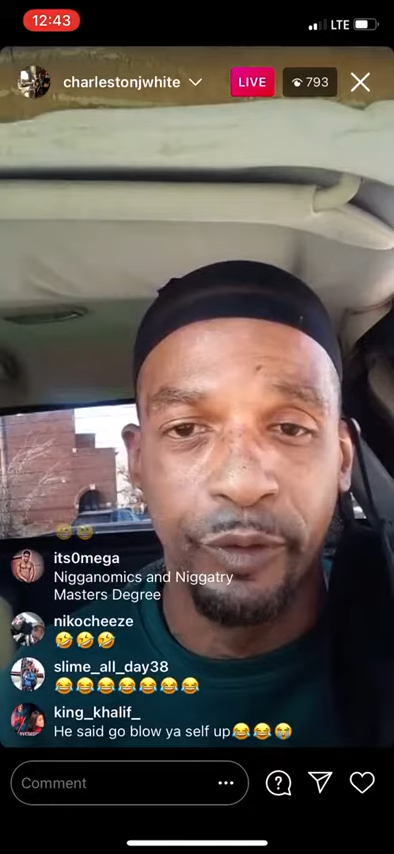 12:43
LTE
charlestonjwhite
LIVE
793
its0mega
Nigganomics and Niggatry
Masters Degree
nikocheeze
🤣🤣🤣
slime_all_day38
😂😂😂😂😂😂😂
king_khalif_
He said go blow ya self up😂😂😭
Comment